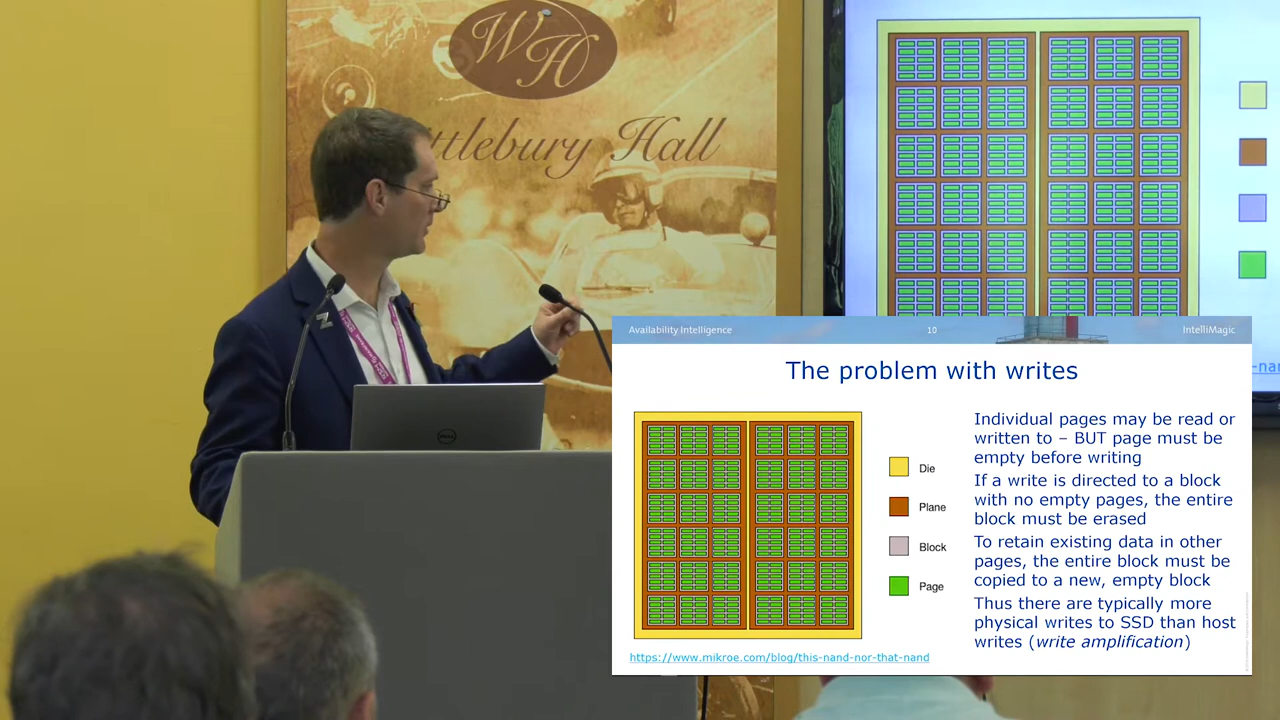 WH
ttlebury Hall
Availability Intelligence
10
IntelliMagic
The problem with writes
Individual pages may be read or
written to – BUT page must be
empty before writing
If a write is directed to a block
with no empty pages, the entire
block must be erased
To retain existing data in other
pages, the entire block must be
copied to a new, empty block
Thus there are typically more
physical writes to SSD than host
writes (write amplification)
Die
Plane
Block
Page
https://www.mikroe.com/blog/this-nand-nor-that-nand
-nan
DELL